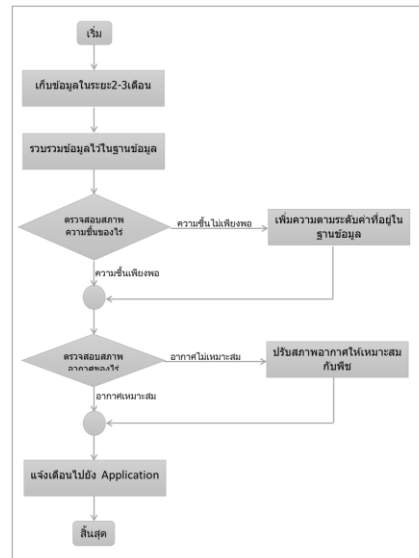 เริ่ม
เก็บข้อมูลในระยะ2-3เดือน
รวบรวมข้อมูลไว้ในฐานข้อมูล
ตรวจสอบสภาพ
ความชื้นของไร่
ความชื้นไม่เพียงพอ
เพิ่มความตามระดับค่าที่อยู่ใน
ฐานข้อมูล
ความชื้นเพียงพอ
ตรวจสอบสภาพ
อากาศของไร่
อากาศไม่เหมาะสม
ปรับสภาพอากาศให้เหมาะสม
กับพืช
อากาศเหมาะสม
แจ้งเตือนไปยัง Application
สิ้นสุด